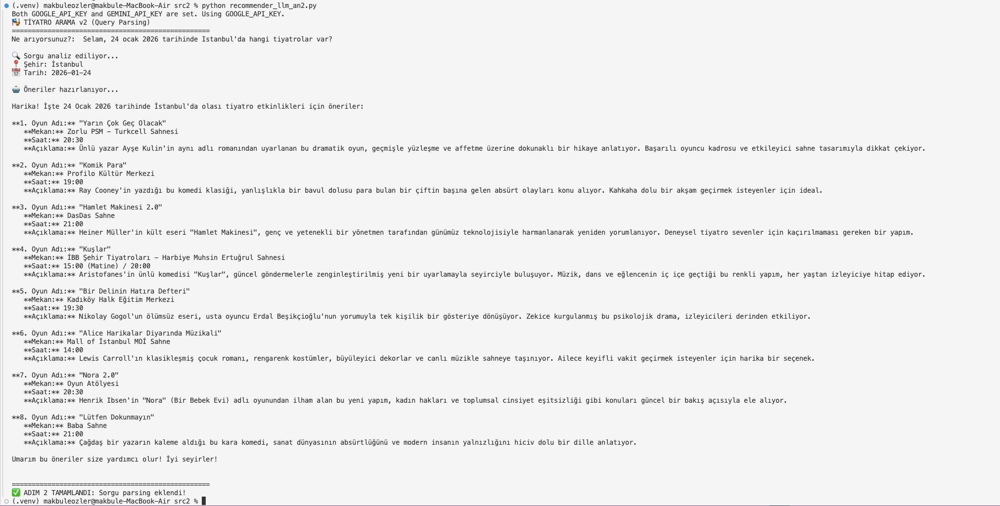 (.venv) makbuleozler@makbule-MacBook-Air src2 % python recommender_llm_an2.py
Both GOOGLE_API_KEY and GEMINI_API_KEY are set. Using GOOGLE_API_KEY.
🎭 TİYATRO ARAMA v2 (Query Parsing)
==================================================
Ne arıyorsunuz?:  Selam, 24 ocak 2026 tarihinde Istanbul'da hangi tiyatrolar var?
🔍 Sorgu analiz ediliyor...
📍 Şehir: İstanbul
📅 Tarih: 2026-01-24
🤖 Öneriler hazırlanıyor...
Harika! İşte 24 Ocak 2026 tarihinde İstanbul'da olası tiyatro etkinlikleri için öneriler:
**1. Oyun Adı:** "Yarın Çok Geç Olacak"
**Mekan:** Zorlu PSM - Turkcell Sahnesi
**Saat:** 20:30
**Açıklama:** Ünlü yazar Ayşe Kulin'in aynı adlı romanından uyarlanan bu dramatik oyun, geçmişle yüzleşme ve affetme üzerine dokunaklı bir hikaye anlatıyor. Başarılı oyuncu kadrosu ve etkileyici sahne tasarımıyla dikkat çekiyor.
**2. Oyun Adı:** "Komik Para"
**Mekan:** Profilo Kültür Merkezi
**Saat:** 19:00
**Açıklama:** Ray Cooney'in yazdığı bu komedi klasiği, yanlışlıkla bir bavul dolusu para bulan bir çiftin başına gelen absürt olayları konu alıyor. Kahkaha dolu bir akşam geçirmek isteyenler için ideal.
**3. Oyun Adı:** "Hamlet Makinesi 2.0"
**Mekan:** DasDas Sahne
**Saat:** 21:00
**Açıklama:** Heiner Müller'in kült eseri "Hamlet Makinesi", genç ve yetenekli bir yönetmen tarafından günümüz teknolojisiyle harmanlanarak yeniden yorumlanıyor. Deneysel tiyatro sevenler için kaçırılmaması gereken bir yapım.
**4. Oyun Adı:** "Kuşlar"
**Mekan:** İBB Şehir Tiyatroları - Harbiye Muhsin Ertuğrul Sahnesi
**Saat:** 15:00 (Matine) / 20:00
**Açıklama:** Aristofanes'in ünlü komedisi "Kuşlar", güncel göndermelerle zenginleştirilmiş yeni bir uyarlamayla seyirciyle buluşuyor. Müzik, dans ve eğlencenin iç içe geçtiği bu renkli yapım, her yaştan izleyiciye hitap ediyor.
**5. Oyun Adı:** "Bir Delinin Hatıra Defteri"
**Mekan:** Kadıköy Halk Eğitim Merkezi
**Saat:** 19:30
**Açıklama:** Nikolay Gogol'un ölümsüz eseri, usta oyuncu Erdal Beşikçioğlu'nun yorumuyla tek kişilik bir gösteriye dönüşüyor. Zekice kurgulanmış bu psikolojik drama, izleyicileri derinden etkiliyor.
**6. Oyun Adı:** "Alice Harikalar Diyarında Müzikali"
**Mekan:** Mall of İstanbul MOİ Sahne
**Saat:** 14:00
**Açıklama:** Lewis Carroll'ın klasikleşmiş çocuk romanı, rengarenk kostümler, büyüleyici dekorlar ve canlı müzikle sahneye taşınıyor. Ailece keyifli vakit geçirmek isteyenler için harika bir seçenek.
**7. Oyun Adı:** "Nora 2.0"
**Mekan:** Oyun Atölyesi
**Saat:** 20:30
**Açıklama:** Henrik Ibsen'in "Nora" (Bir Bebek Evi) adlı oyunundan ilham alan bu yeni yapım, kadın hakları ve toplumsal cinsiyet eşitsizliği gibi konuları güncel bir bakış açısıyla ele alıyor.
**8. Oyun Adı:** "Lütfen Dokunmayın"
**Mekan:** Baba Sahne
**Saat:** 21:00
**Açıklama:** Çağdaş bir yazarın kaleme aldığı bu kara komedi, sanat dünyasının absürtlüğünü ve modern insanın yalnızlığını hiciv dolu bir dille anlatıyor.
Umarım bu öneriler size yardımcı olur! İyi seyirler!
==================================================
✅ ADIM 2 TAMAMLANDI: Sorgu parsing eklendi!
(.venv) makbuleozler@makbule-MacBook-Air src2 %